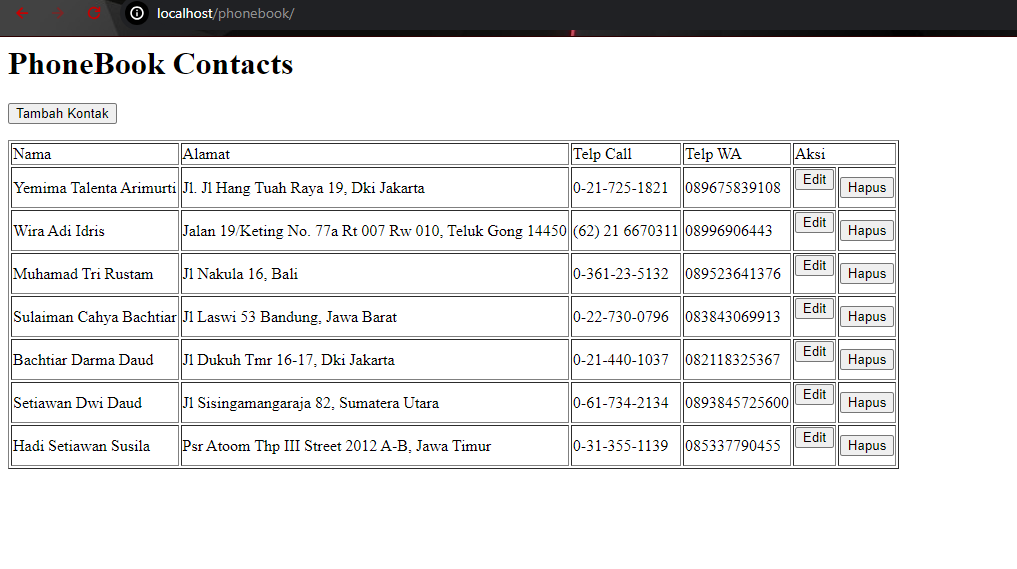 localhost/phonebook/
PhoneBook Contacts
Tambah Kontak
Nama Alamat Telp Call Telp WA Aksi
Yemima Talenta Arimurti Jl. Jl Hang Tuah Raya 19, Dki Jakarta 0-21-725-1821 089675839108 Edit Hapus
Wira Adi Idris Jalan 19/Keting No. 77a Rt 007 Rw 010, Teluk Gong 14450 (62) 21 6670311 08996906443 Edit Hapus
Muhamad Tri Rustam Jl Nakula 16, Bali 0-361-23-5132 089523641376 Edit Hapus
Sulaiman Cahya Bachtiar Jl Laswi 53 Bandung, Jawa Barat 0-22-730-0796 083843069913 Edit Hapus
Bachtiar Darma Daud Jl Dukuh Tmr 16-17, Dki Jakarta 0-21-440-1037 082118325367 Edit Hapus
Setiawan Dwi Daud Jl Sisingamangaraja 82, Sumatera Utara 0-61-734-2134 0893845725600 Edit Hapus
Hadi Setiawan Susila Psr Atoom Thp III Street 2012 A-B, Jawa Timur 0-31-355-1139 085337790455 Edit Hapus